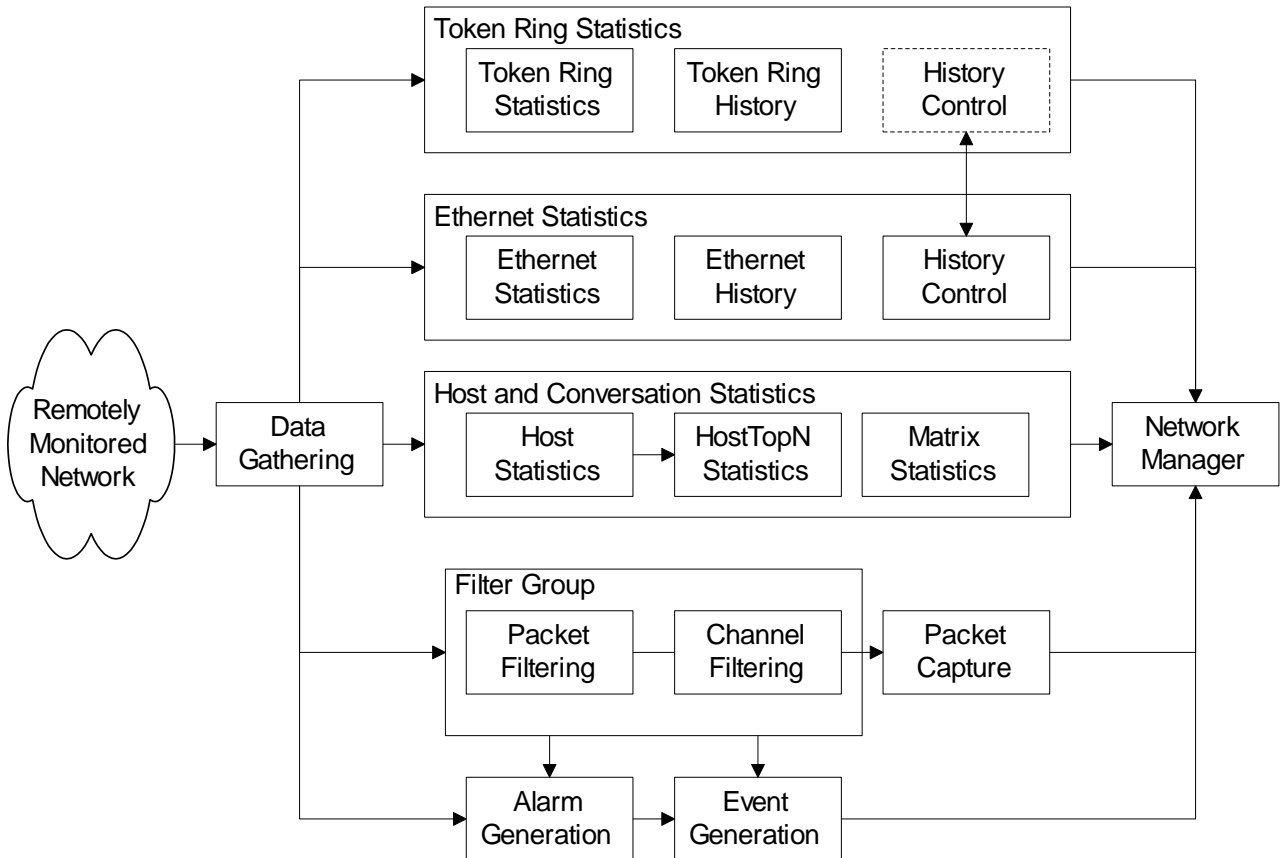 Token Ring Statistics
Token Ring
Statistics
Token Ring
History
History
Control
Ethernet Statistics
Ethernet
Statistics
Ethernet
History
History
Control
Remotely
Monitored
Network
Data
Gathering
Host and Conversation Statistics
Host
Statistics
HostTopN
Statistics
Matrix
Statistics
Network
Manager
Filter Group
Packet
Filtering
Channel
Filtering
Packet
Capture
Alarm
Generation
Event
Generation